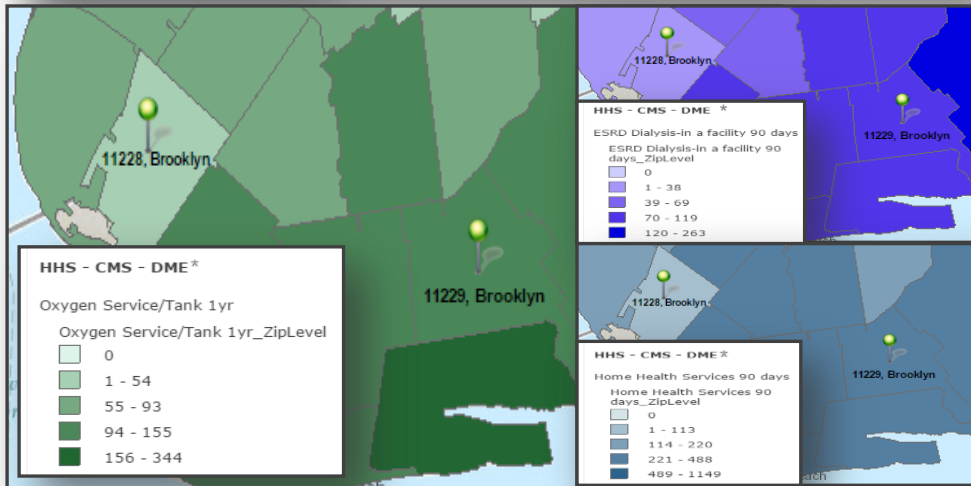 11228, Brooklyn
11229, Brooklyn
HHS - CMS - DME *
Oxygen Service/Tank 1yr
Oxygen Service/Tank 1yr_ZipLevel
0
1 - 54
55 - 93
94 - 155
156 - 344
11228, Brooklyn
11229, Brooklyn
HHS - CMS - DME *
ESRD Dialysis-in a facility 90 days
ESRD Dialysis-in a facility 90
days_ZipLevel
0
1 - 38
39 - 69
70 - 119
120 - 263
11228, Brooklyn
11229, Brooklyn
HHS - CMS - DME *
Home Health Services 90 days
Home Health Services 90
days_ZipLevel
0
1 - 113
114 - 220
221 - 488
489 - 1149